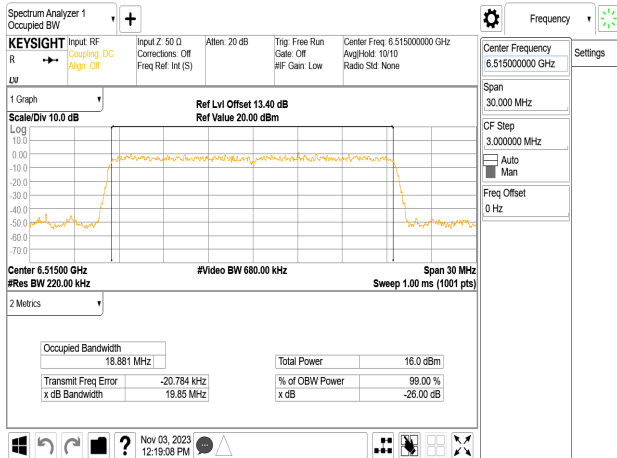 Spectrum Analyzer 1
Occupied BW
KEYSIGHT
R
Input: RF
Coupling: DC
Align: Off
Input Z: 50 Ω
Corrections: Off
Freq Ref: Int (S)
Atten: 20 dB
Trig: Free Run
Gate: Off
#IF Gain: Low
Center Freq: 6.515000000 GHz
Avg|Hold: 10/10
Radio Std: None
LXI
1 Graph
Scale/Div 10.0 dB
Ref Lvl Offset 13.40 dB
Ref Value 20.00 dBm
Log
10.0
0.00
-10.0
-20.0
-30.0
-40.0
-50.0
-60.0
-70.0
Center 6.51500 GHz
#Video BW 680.00 kHz
Span 30 MHz
#Res BW 220.00 kHz
Sweep 1.00 ms (1001 pts)
2 Metrics
Occupied Bandwidth
18.881 MHz
Total Power 16.0 dBm
Transmit Freq Error -20.784 kHz
% of OBW Power 99.00 %
x dB Bandwidth 19.85 MHz
x dB -26.00 dB
Nov 03, 2023
12:19:08 PM
Frequency
Center Frequency
6.515000000 GHz
Settings
Span
30.000 MHz
CF Step
3.000000 MHz
Auto
Man
Freq Offset
0 Hz